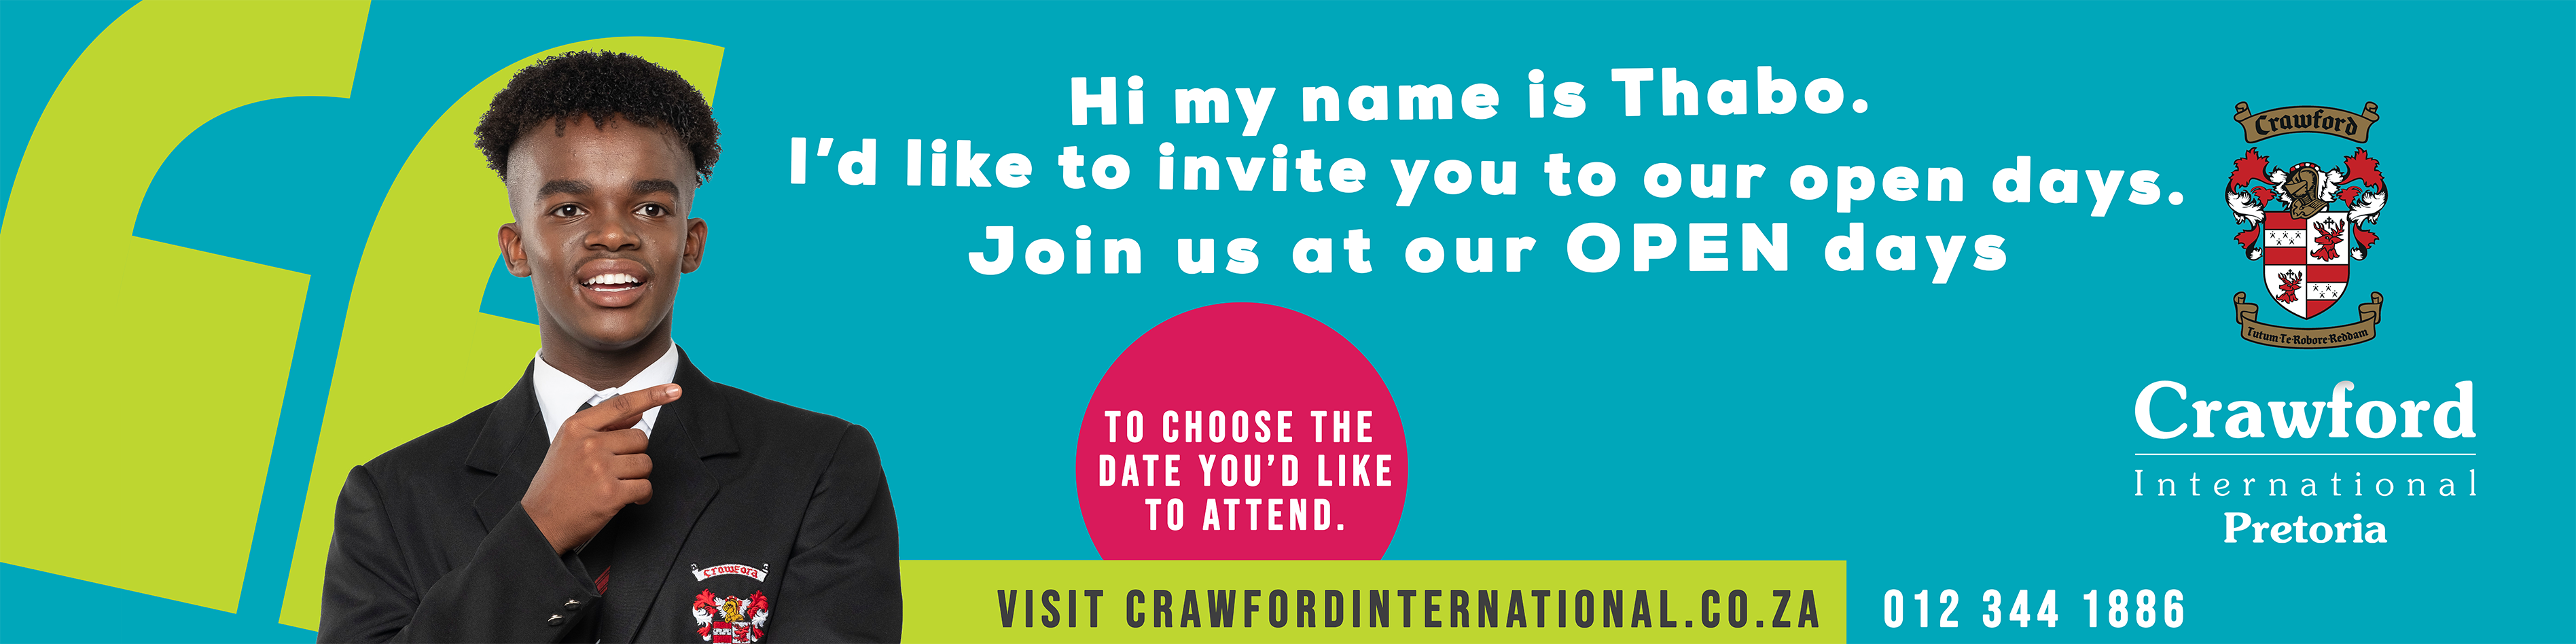 Hi my name is Thabo.
I'd like to invite you to our open days.
Join us at our OPEN days
TO CHOOSE THE
DATE YOU'D LIKE
TO ATTEND.
VISIT CRAWFORDINTERNATIONAL.CO.ZA
012 344 1886
Crawford
Tutum·Te·Robore·Reddam
Crawford
International
Pretoria
Crawford